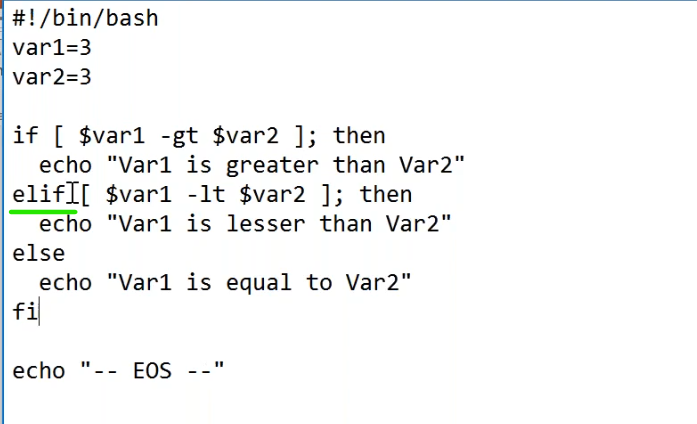 #!/bin/bash
var1=3
var2=3
if [ $var1 -gt $var2 ]; then
  echo "Var1 is greater than Var2"
elif [ $var1 -lt $var2 ]; then
  echo "Var1 is lesser than Var2"
else
  echo "Var1 is equal to Var2"
fi
echo "-- EOS --"